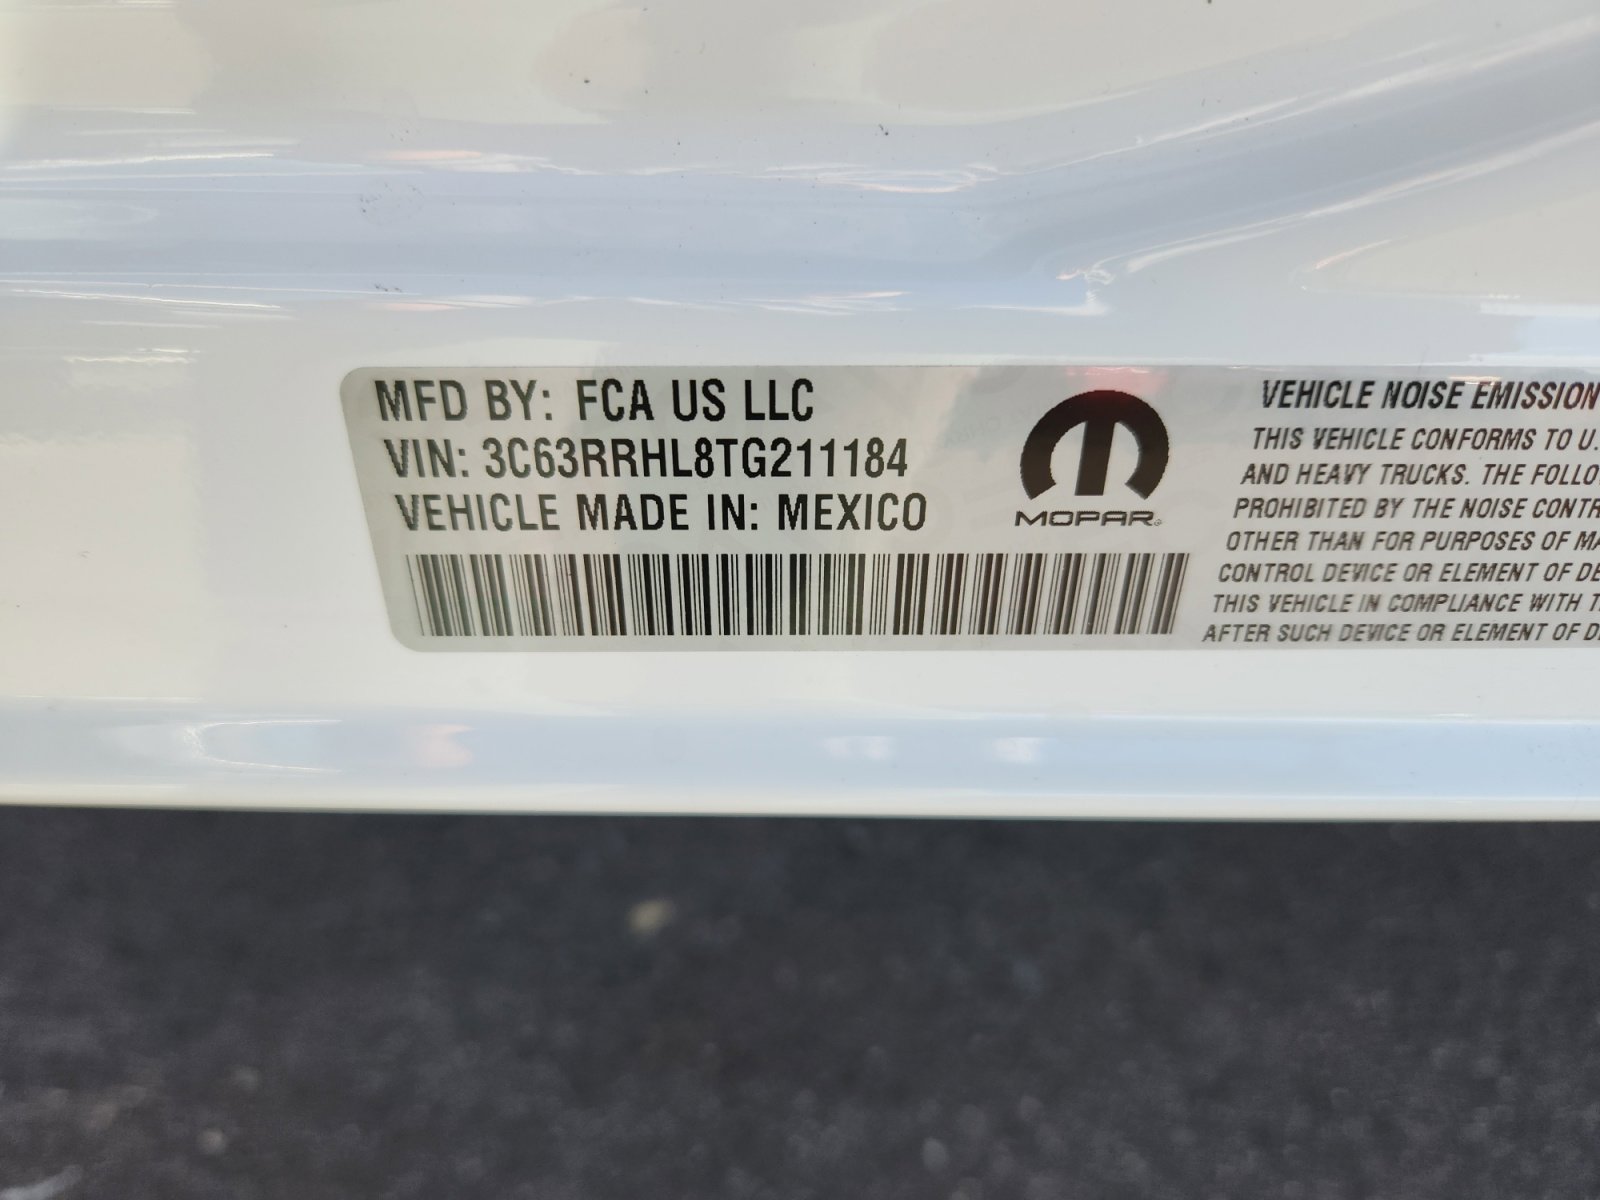 MFD BY: FCA US LLC
VIN: 3C63RRHL8TG211184
VEHICLE MADE IN: MEXICO
MOPAR®
VEHICLE NOISE EMISSION
THIS VEHICLE CONFORMS TO U.
AND HEAVY TRUCKS. THE FOLLO
PROHIBITED BY THE NOISE CONTR
OTHER THAN FOR PURPOSES OF MA
CONTROL DEVICE OR ELEMENT OF DE
THIS VEHICLE IN COMPLIANCE WITH T
AFTER SUCH DEVICE OR ELEMENT OF D